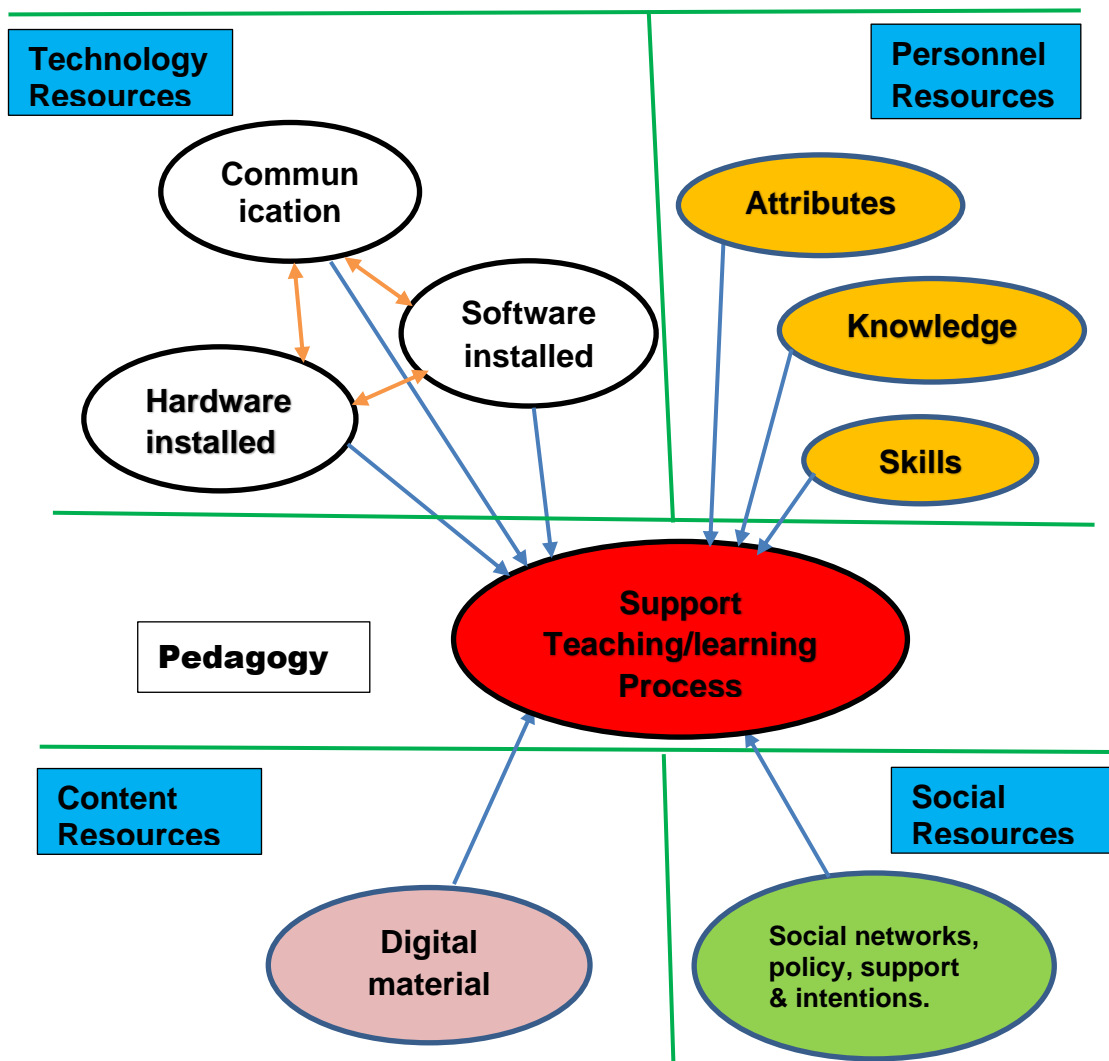 Technology
Resources
Personnel
Resources
Commun
ication
Attributes
Software
installed
Knowledge
Hardware
installed
Skills
Support
Teaching/learning
Process
Pedagogy
Content
Resources
Social
Resources
Digital
material
Social networks,
policy, support
& intentions.